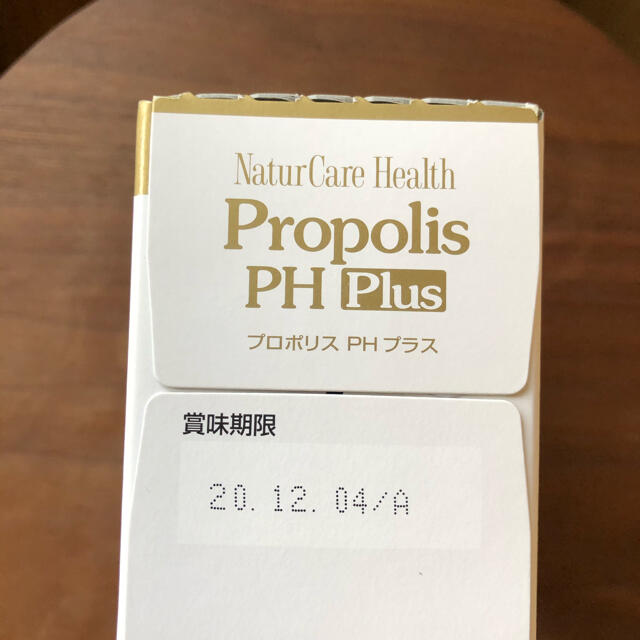 NaturCare Health
Propolis
PH Plus
プロポリス PH プラス
賞味期限
20.12.04/A